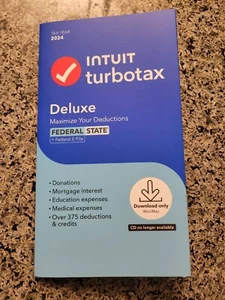 TAX YEAR
2024
INTUIT
turbotax
Deluxe
Maximize Your Deductions
FEDERAL STATE
+ Federal E-File
• Donations
• Mortgage interest
• Education expenses
• Medical expenses
• Over 375 deductions
& credits
Download only
Win/Mac
CD no longer available